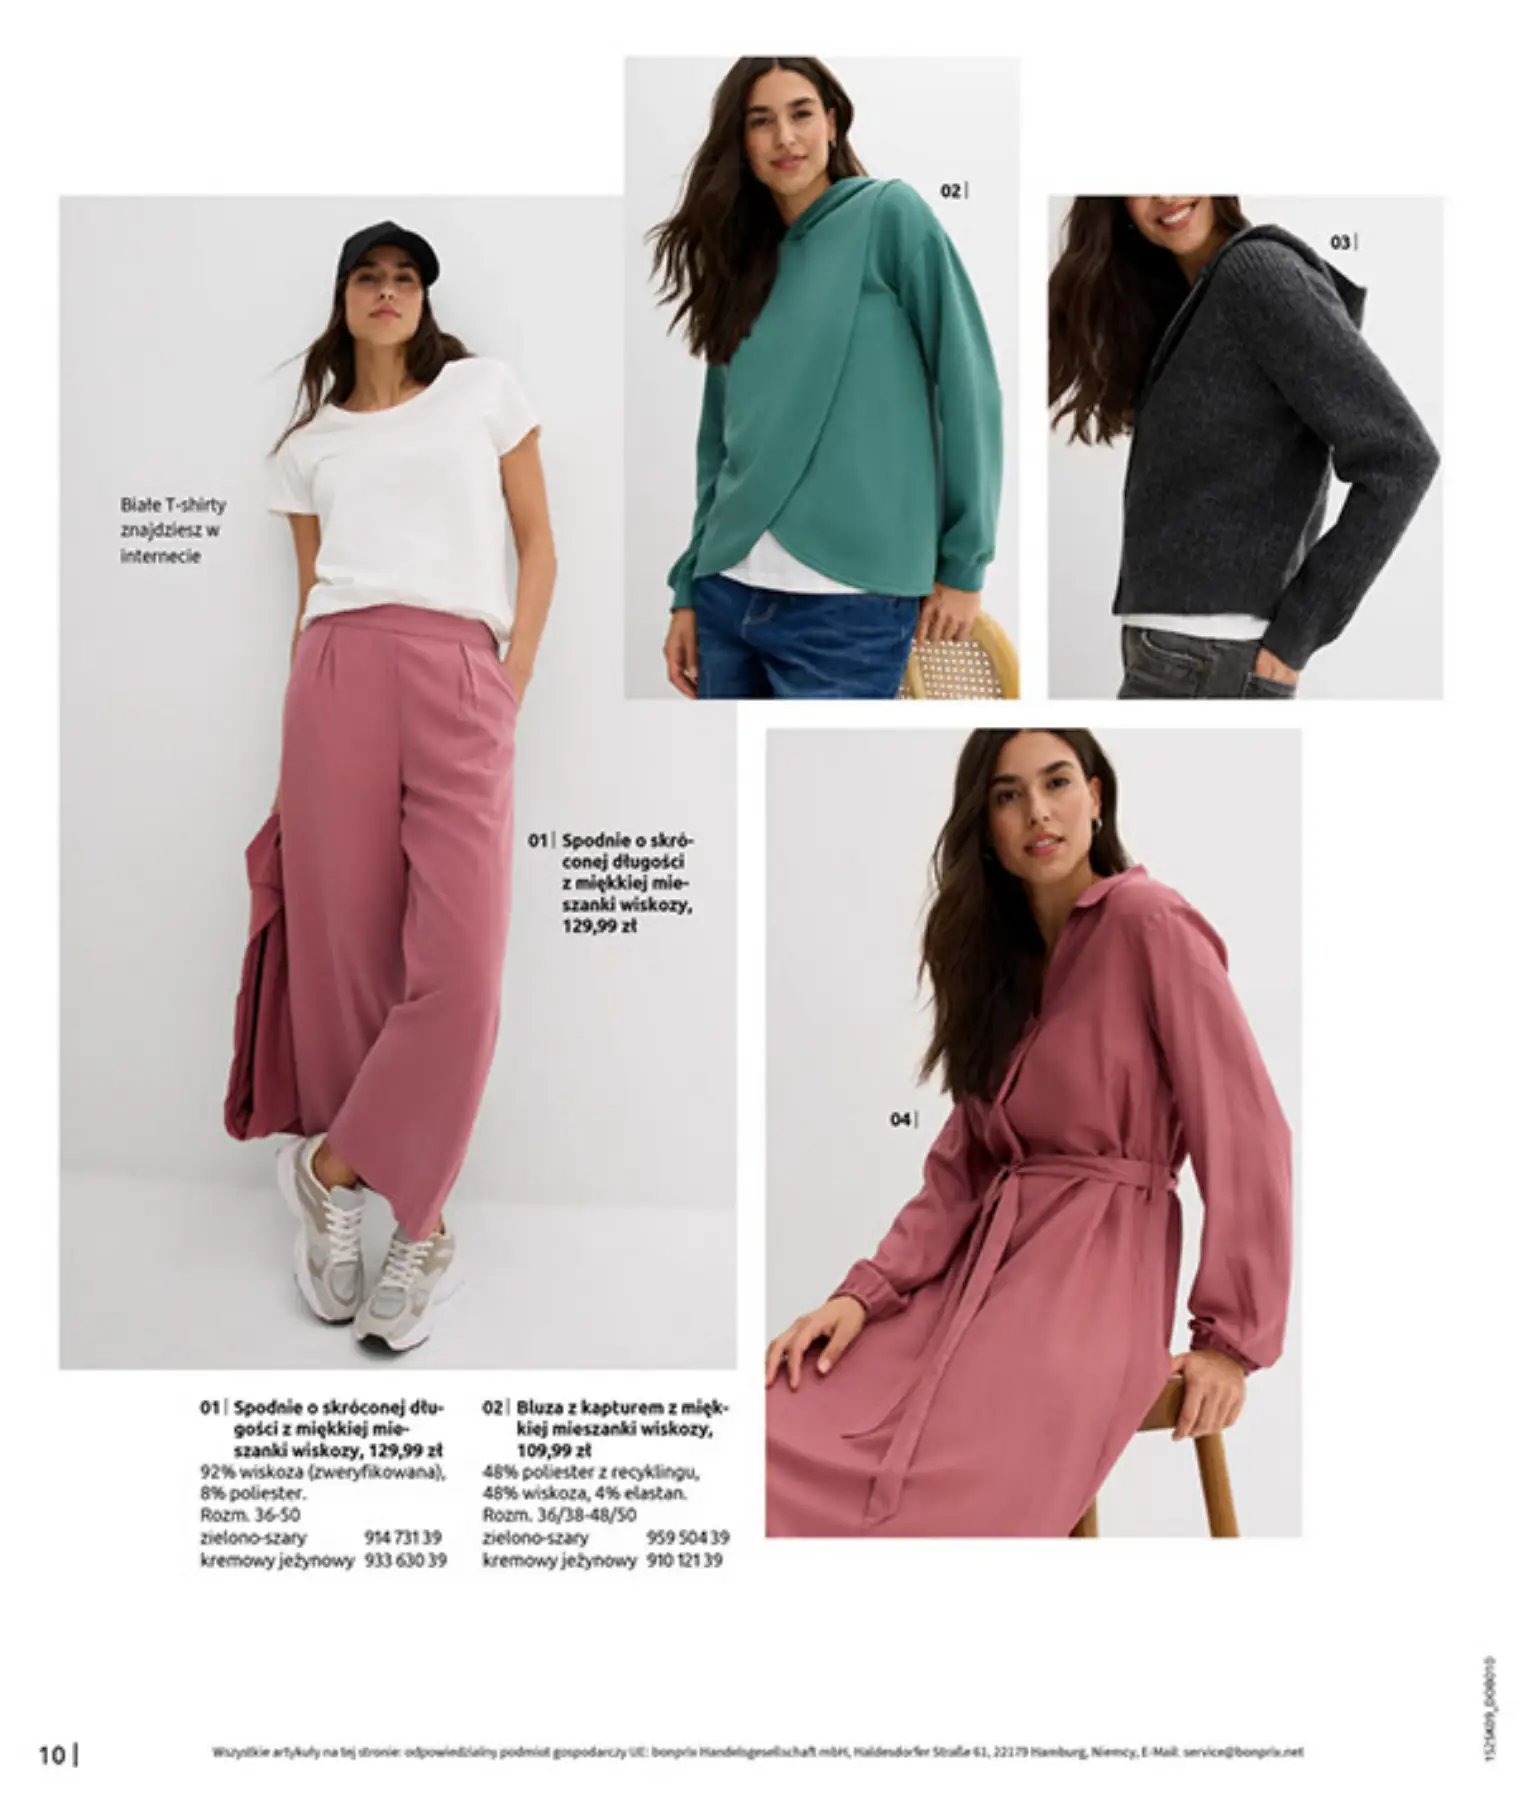 02|
03|
Białe T-shirty
znajdziesz w
internecie
01| Spodnie o skró-
conej długości
z miękkiej mie-
szanki wiskozy,
129,99 zł
04|
01| Spodnie o skróconej dłu-
gości z miękkiej mie-
szanki wiskozy, 129,99 zł
92% wiskoza (zweryfikowana),
8% poliester.
Rozm. 36-50
zielono-szary 914 731 39
kremowy jeżynowy 933 630 39
02| Bluza z kapturem z mięk-
kiej mieszanki wiskozy,
109,99 zł
48% poliester z recyklingu,
48% wiskoza, 4% elastan.
Rozm. 36/38-48/50
zielono-szary 959 504 39
kremowy jeżynowy 910 121 39
1525K09_DOB010
10|
Wszystkie artykuły na tej stronie: odpowiedzialny podmiot gospodarczy UE: bonprix Handelsgesellschaft mbH, Haldesdorfer Straße 61, 22179 Hamburg, Niemcy, E-Mail: service@bonprix.net